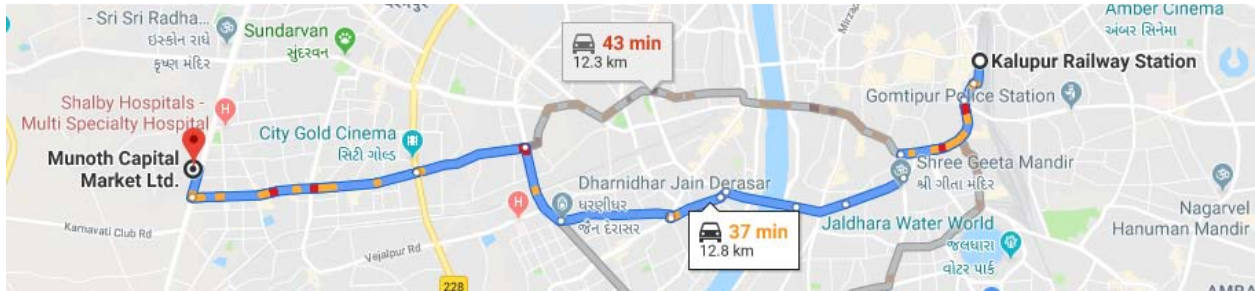 - Sri Sri Radha...
ઇસ્કોન રાધે
કૃષ્ણ મંદિર
Sundarvan
સુંદરવન
43 min
12.3 km
Mirzap
Amber Cinema
અંબર સિનેમા
Kalupur Railway Station
Gomtipur Police Station
Shalby Hospitals -
Multi Specialty Hospital
City Gold Cinema
સિટી ગોલ્ડ
Munoth Capital
Market Ltd.
Shree Geeta Mandir
શ્રી ગીતા મંદિર
Dharnidhar Jain Derasar
ધરણીધર
જૈન દેરાસર
37 min
12.8 km
Jaldhara Water World
જલધારા
વોટર પાર્ક
Nagarvel
Hanuman Mandir
Karnavati Club Rd
Vejalpur Rd
228